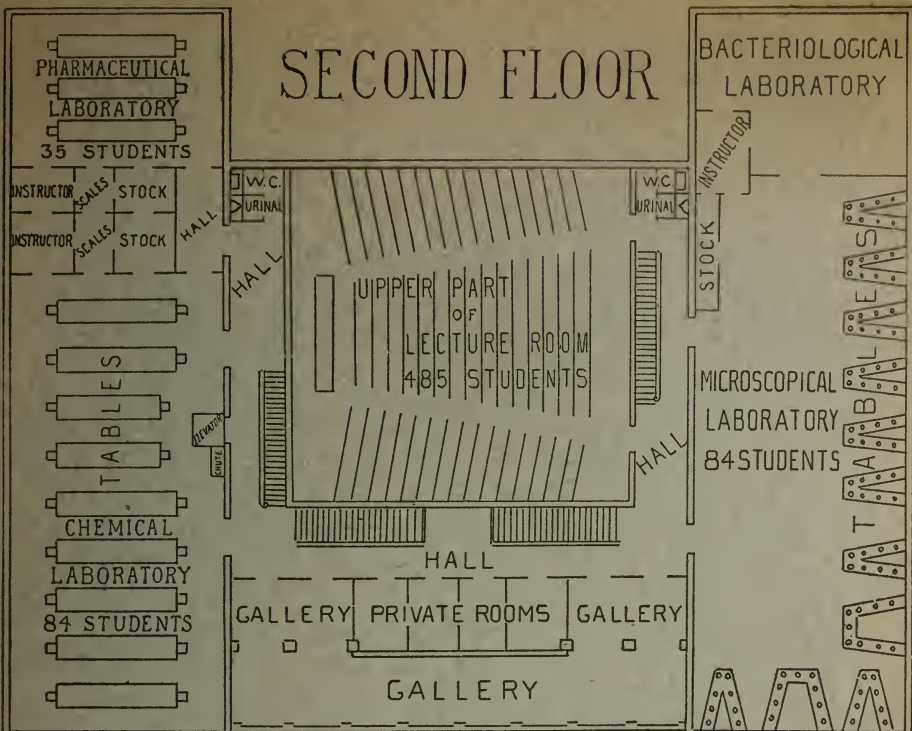 SECOND FLOOR
PHARMACEUTICAL
LABORATORY
35 STUDENTS
INSTRUCTOR
SCALES
STOCK
INSTRUCTOR
SCALES
STOCK
HALL
HALL
W.C.
URINAL
W.C.
URINAL
BACTERIOLOGICAL
LABORATORY
INSTRUCTOR
STOCK
UPPER PART
OF
LECTURE ROOM
485 STUDENTS
TABLES
ELEVATOR
CHUTE
CHEMICAL
LABORATORY
84 STUDENTS
HALL
HALL
MICROSCOPICAL
LABORATORY
84 STUDENTS
TABLES
GALLERY
PRIVATE ROOMS
GALLERY
GALLERY